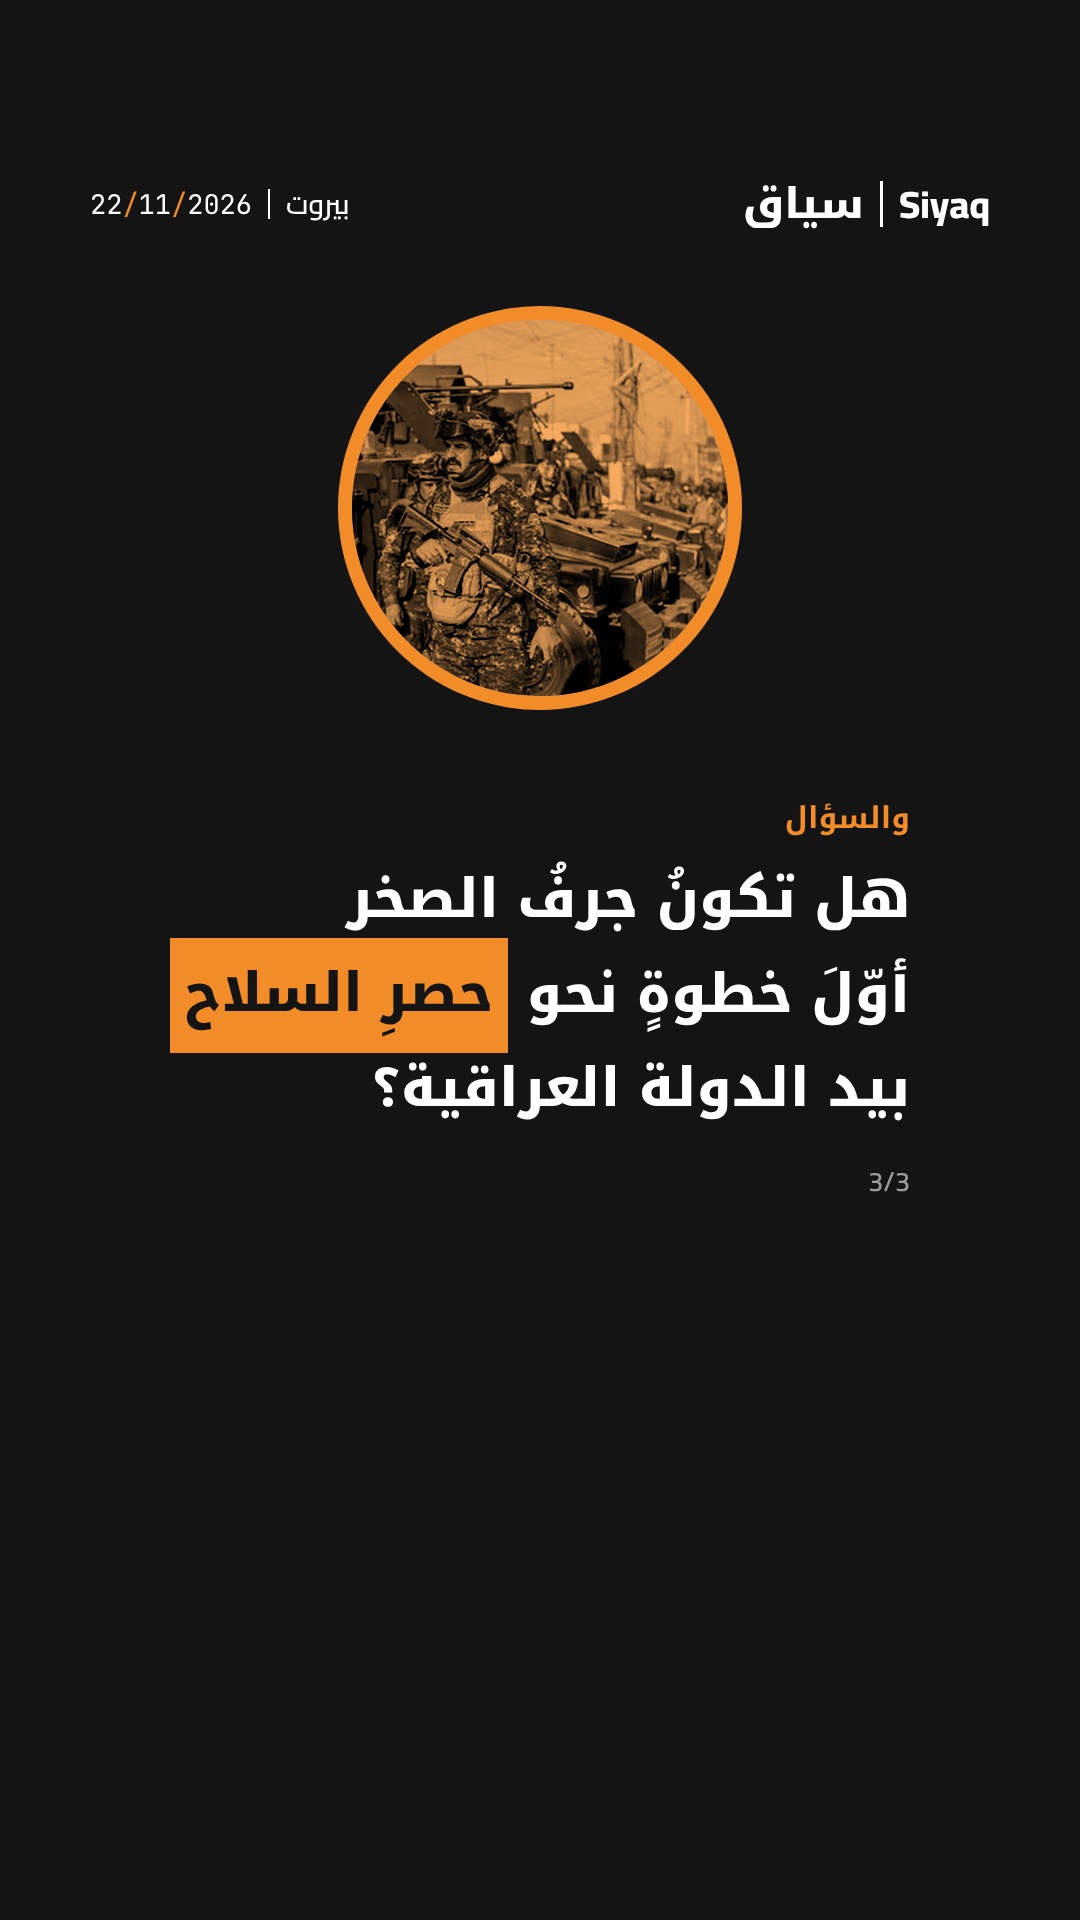 سياق | Siyaq
بيروت | 22/11/2026
والسؤال
هل تكونُ جرفُ الصخر
أوّلَ خطوةٍ نحو حصرِ السلاح
بيد الدولة العراقية؟
3/3